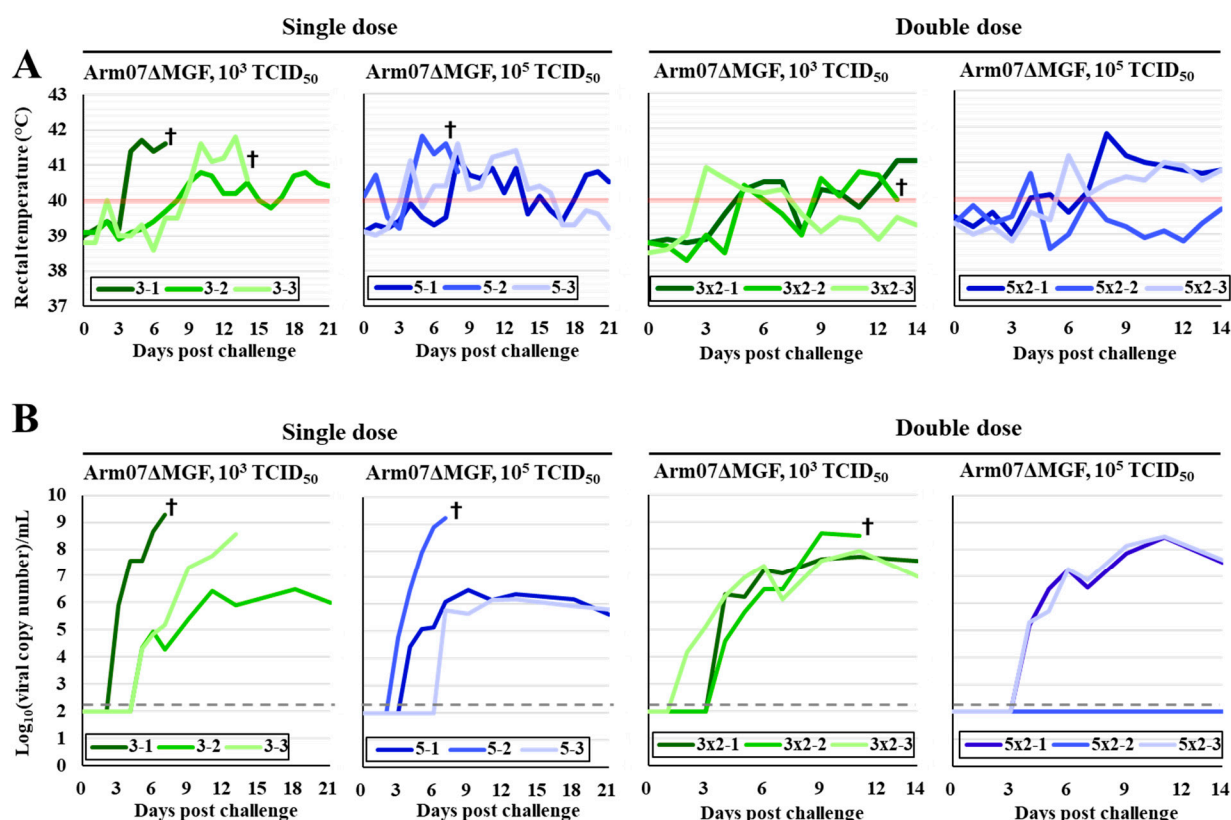 Single dose Double dose
A
Arm07ΔMGF, 10³ TCID₅₀ Arm07ΔMGF, 10⁵ TCID₅₀ Arm07ΔMGF, 10³ TCID₅₀ Arm07ΔMGF, 10⁵ TCID₅₀
Rectal temperature (°C)
43
42
41
40
39
38
37
† † † †
3-1 3-2 3-3 5-1 5-2 5-3 3x2-1 3x2-2 3x2-3 5x2-1 5x2-2 5x2-3
0 3 6 9 12 15 18 21 0 3 6 9 12 15 18 21 0 3 6 9 12 14 0 3 6 9 12 14
Days post challenge Days post challenge Days post challenge Days post challenge
B
Single dose Double dose
Arm07ΔMGF, 10³ TCID₅₀ Arm07ΔMGF, 10⁵ TCID₅₀ Arm07ΔMGF, 10³ TCID₅₀ Arm07ΔMGF, 10⁵ TCID₅₀
Log₁₀(viral copy number)/mL
10
9
8
7
6
5
4
3
2
1
0
† † †
3-1 3-2 3-3 5-1 5-2 5-3 3x2-1 3x2-2 3x2-3 5x2-1 5x2-2 5x2-3
0 3 6 9 12 15 18 21 0 3 6 9 12 15 18 21 0 3 6 9 12 14 0 3 6 9 12 14
Days post challenge Days post challenge Days post challenge Days post challenge